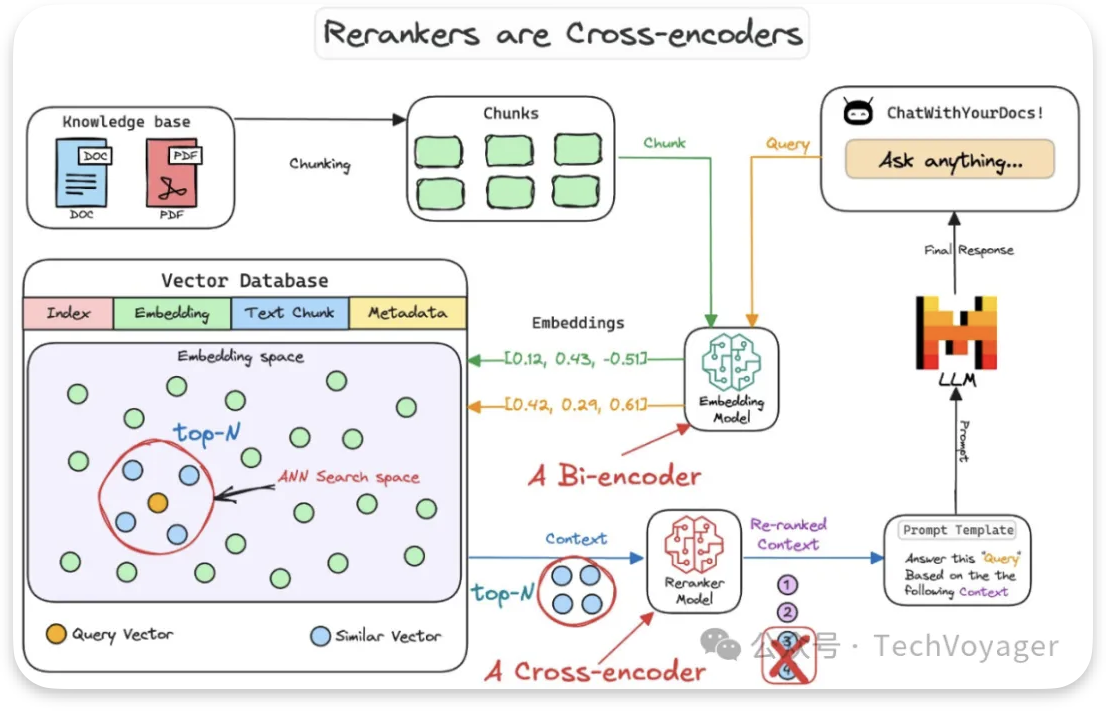 Rerankers are Cross-encoders
Knowledge base
DOC
PDF
DOC
PDF
Chunking
Chunks
Chunk
Query
ChatWithYourDocs!
Ask anything...
Final Response
LLM
Prompt
Vector Database
Index
Embedding
Text Chunk
Metadata
Embedding space
top-N
ANN Search space
Query Vector
Similar Vector
Embeddings
[0.12, 0.43, -0.51]
[0.42, 0.29, 0.61]
Embedding
Model
A Bi-encoder
Context
top-N
Reranker
Model
A Cross-encoder
Re-ranked
Context
1
2
3
4
Prompt Template
Answer this "Query"
Based on the the
following Context
公众号 · TechVoyager